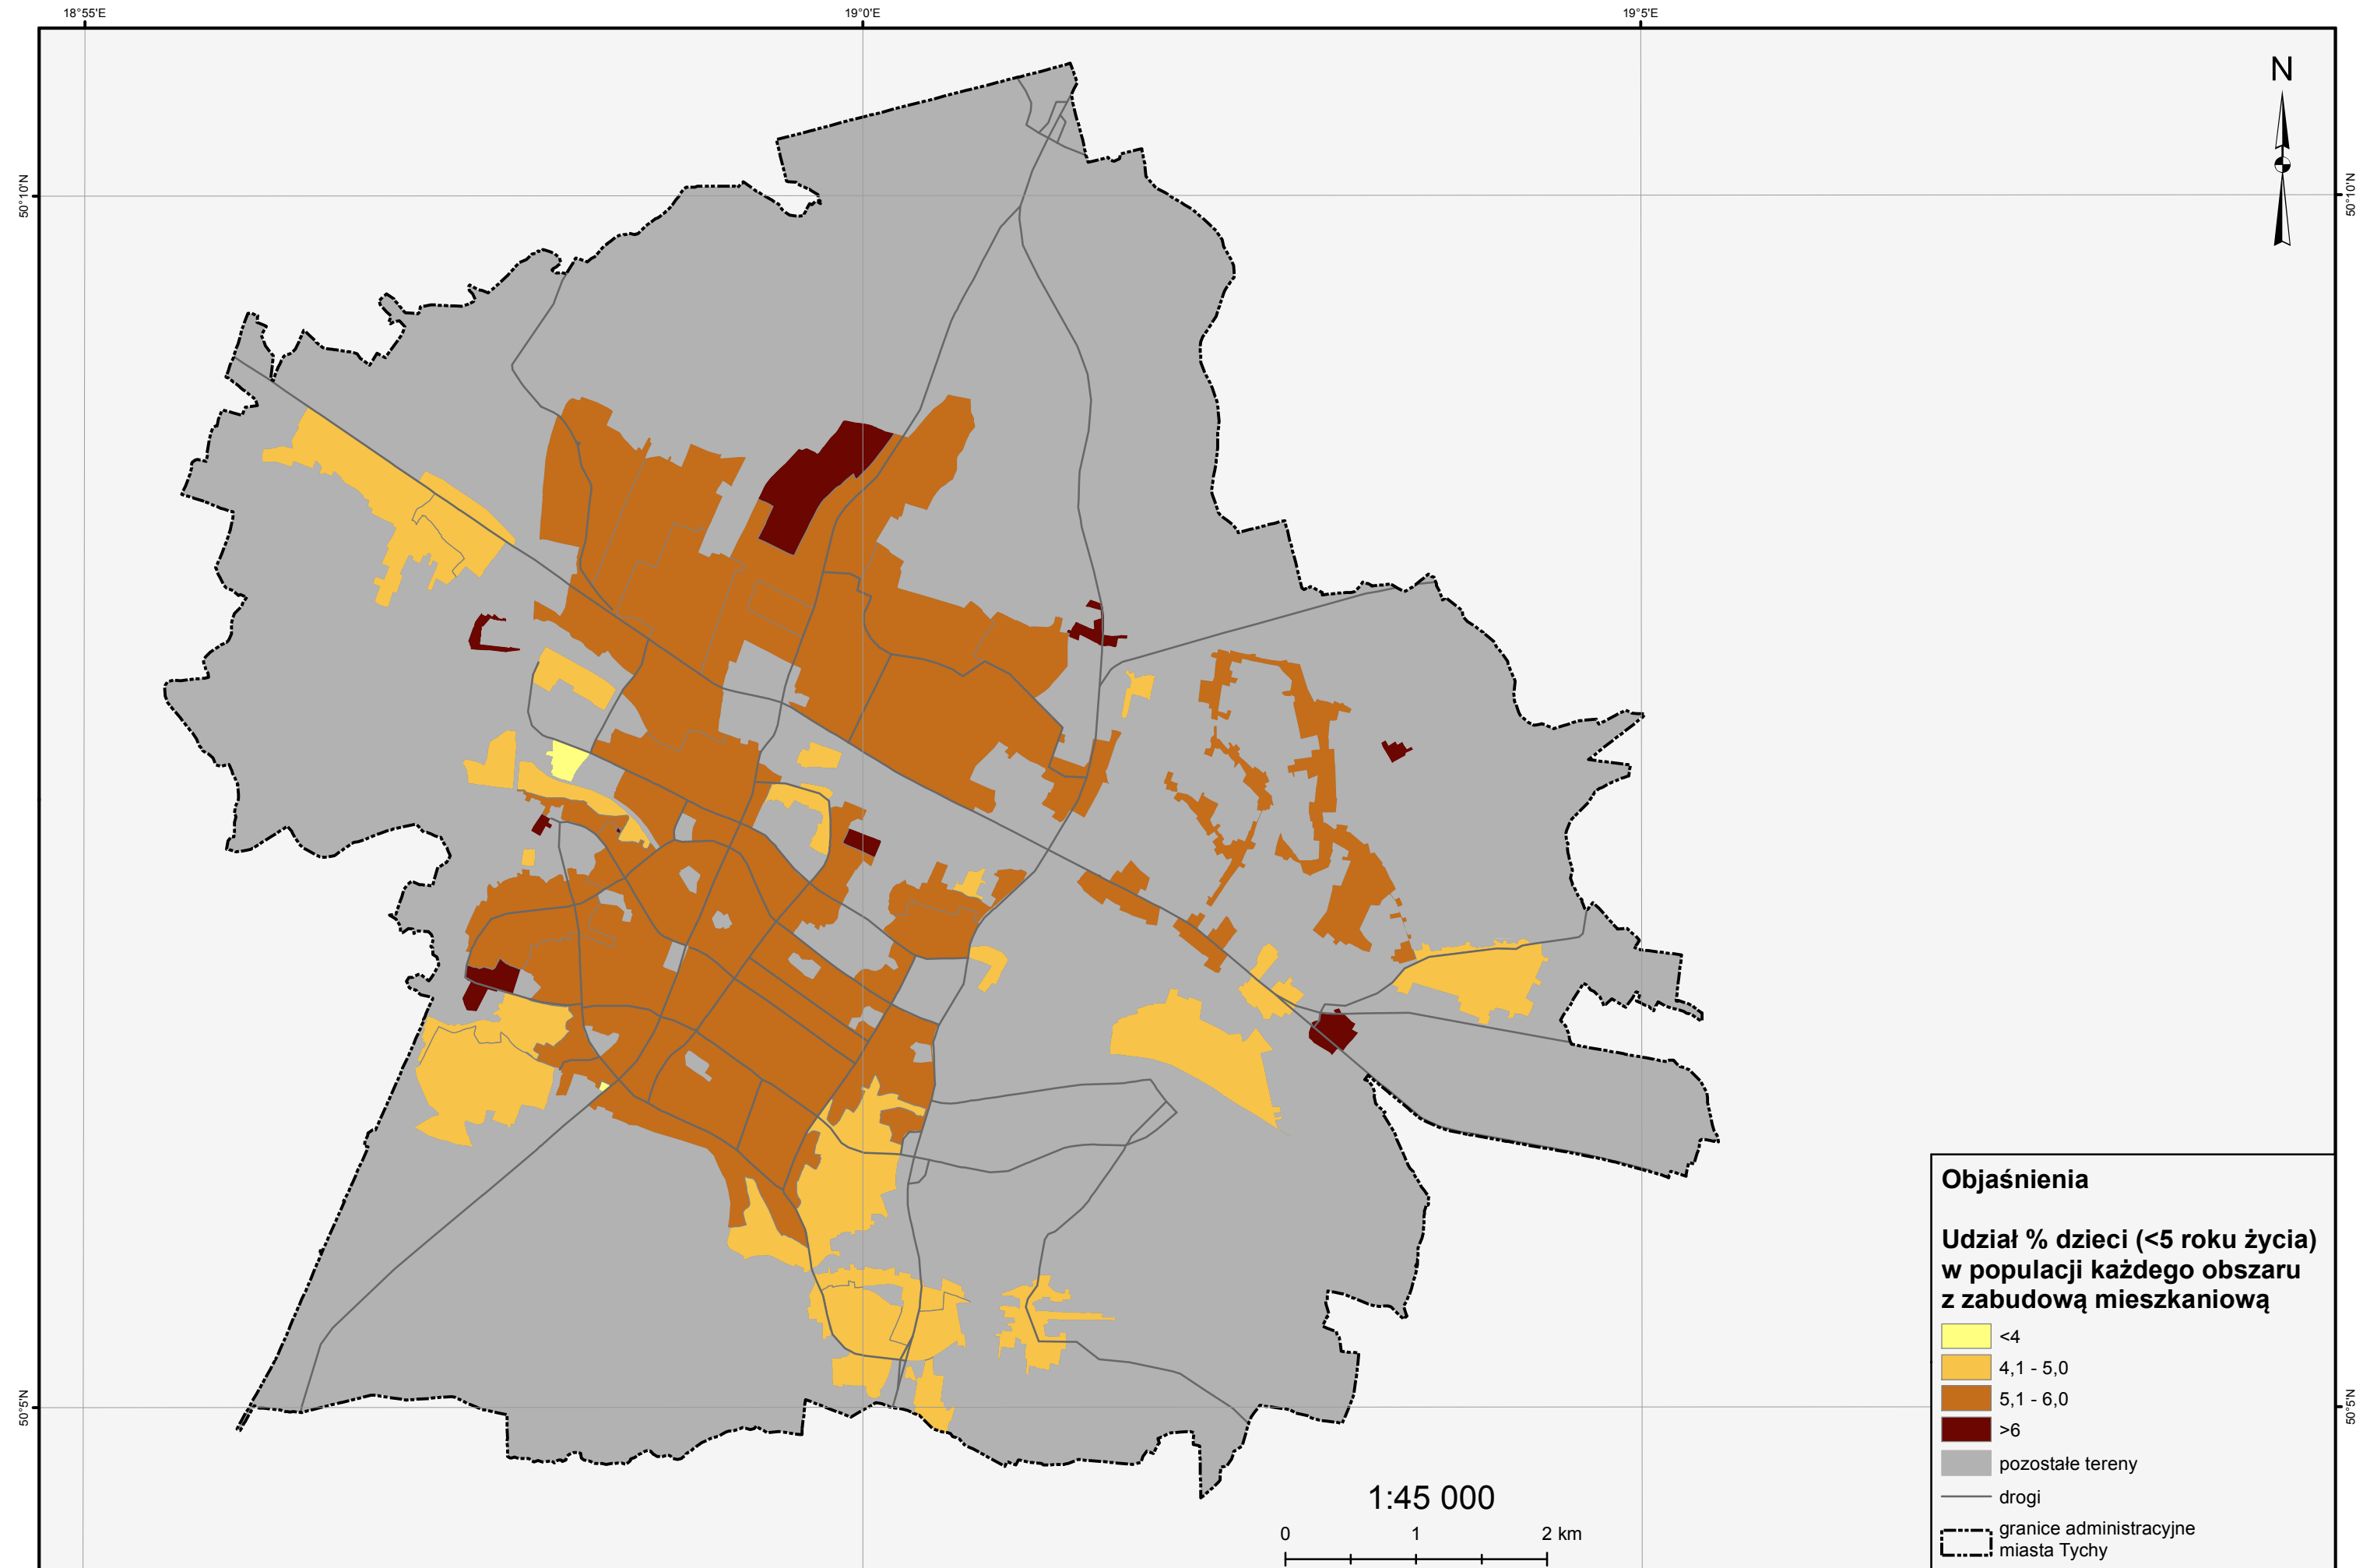 18°55'E
19°0'E
19°5'E
N
50°10'N
50°10'N
50°5'N
50°5'N
1:45 000
0 1 2 km
Objaśnienia
Udział % dzieci (<5 roku życia)
w populacji każdego obszaru
z zabudową mieszkaniową
<4
4,1 - 5,0
5,1 - 6,0
>6
pozostałe tereny
drogi
granice administracyjne
miasta Tychy